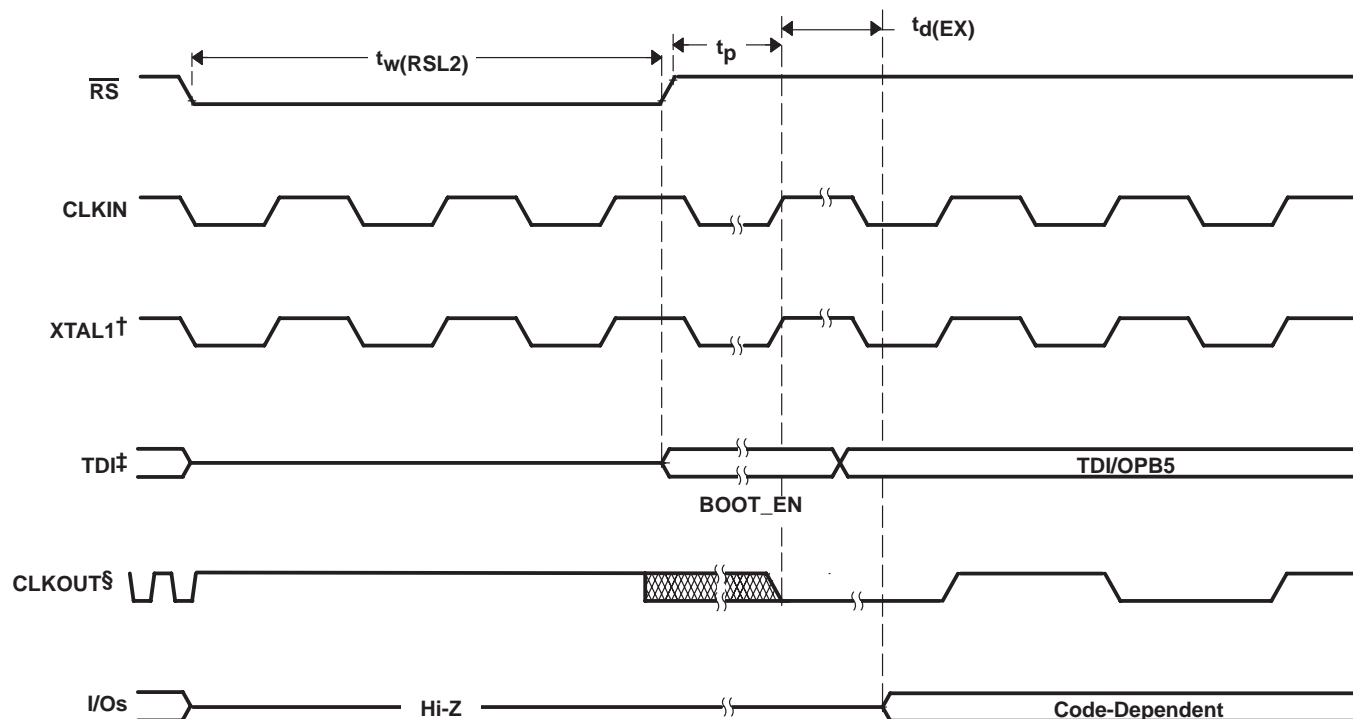 td(EX)
tw(RSL2)
tp
RS
CLKIN
XTAL1†
TDI‡
TDI/OPB5
BOOT_EN
CLKOUT§
I/Os
Hi-Z
Code-Dependent